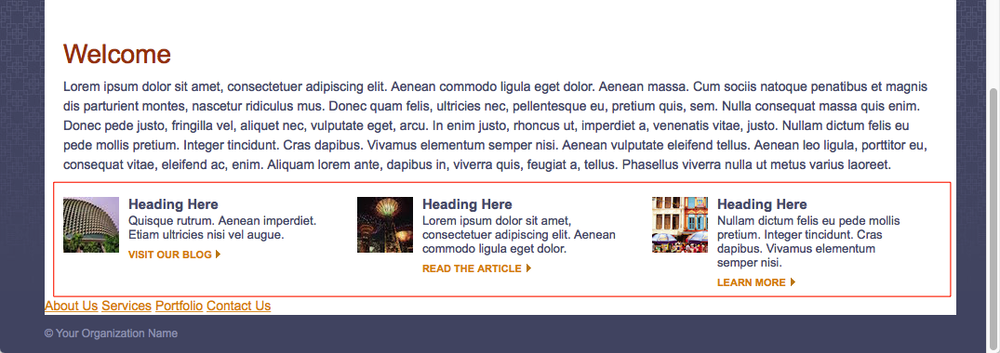 Welcome
Lorem ipsum dolor sit amet, consectetuer adipiscing elit. Aenean commodo ligula eget dolor. Aenean massa. Cum sociis natoque penatibus et magnis
dis parturient montes, nascetur ridiculus mus. Donec quam felis, ultricies nec, pellentesque eu, pretium quis, sem. Nulla consequat massa quis enim.
Donec pede justo, fringilla vel, aliquet nec, vulputate eget, arcu. In enim justo, rhoncus ut, imperdiet a, venenatis vitae, justo. Nullam dictum felis eu
pede mollis pretium. Integer tincidunt. Cras dapibus. Vivamus elementum semper nisi. Aenean vulputate eleifend tellus. Aenean leo ligula, porttitor eu,
consequat vitae, eleifend ac, enim. Aliquam lorem ante, dapibus in, viverra quis, feugiat a, tellus. Phasellus viverra nulla ut metus varius laoreet.
Heading Here
Quisque rutrum. Aenean imperdiet.
Etiam ultricies nisi vel augue.
VISIT OUR BLOG
Heading Here
Lorem ipsum dolor sit amet,
consectetuer adipiscing elit. Aenean
commodo ligula eget dolor.
READ THE ARTICLE
Heading Here
Nullam dictum felis eu pede mollis
pretium. Integer tincidunt. Cras
dapibus. Vivamus elementum
semper nisi.
LEARN MORE
About Us Services Portfolio Contact Us
© Your Organization Name